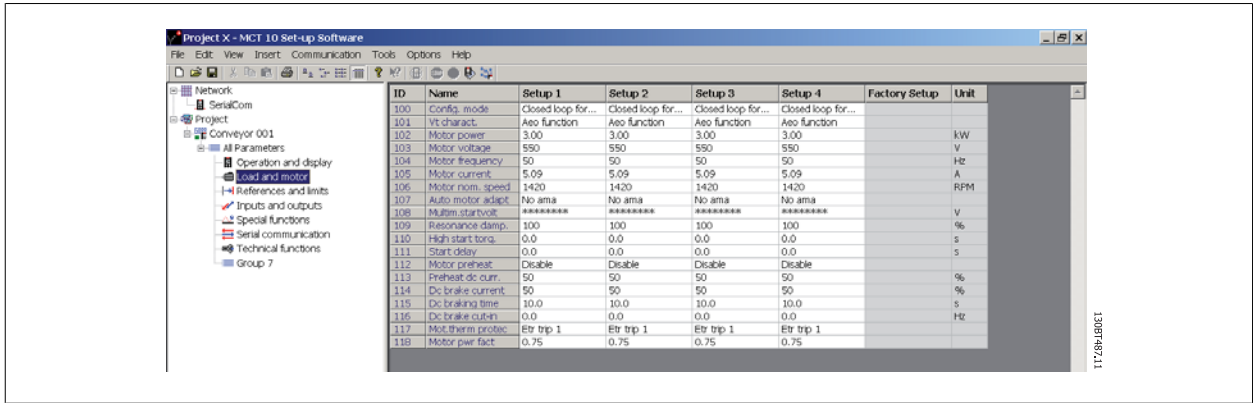 Project X - MCT 10 Set-up Software
File Edit View Insert Communication Tools Options Help
Network
SerialCom
Project
Conveyor 001
All Parameters
Operation and display
Load and motor
References and limits
Inputs and outputs
Special functions
Serial communication
Technical functions
Group 7
ID Name Setup 1 Setup 2 Setup 3 Setup 4 Factory Setup Unit
100 Config. mode Closed loop for... Closed loop for... Closed loop for... Closed loop for...
101 Vt charact. Aeo function Aeo function Aeo function Aeo function
102 Motor power 3.00 3.00 3.00 3.00 kW
103 Motor voltage 550 550 550 550 V
104 Motor frequency 50 50 50 50 Hz
105 Motor current 5.09 5.09 5.09 5.09 A
106 Motor nom. speed 1420 1420 1420 1420 RPM
107 Auto motor adapt No ama No ama No ama No ama
108 Multim.startvolt ******** ******** ******** ******** V
109 Resonance damp. 100 100 100 100 %
110 High start torq. 0.0 0.0 0.0 0.0 s
111 Start delay 0.0 0.0 0.0 0.0 s
112 Motor preheat Disable Disable Disable Disable
113 Preheat dc curr. 50 50 50 50 %
114 Dc brake current 50 50 50 50 %
115 Dc braking time 10.0 10.0 10.0 10.0 s
116 Dc brake cut-in 0.0 0.0 0.0 0.0 Hz
117 Mot.therm protec Etr trip 1 Etr trip 1 Etr trip 1 Etr trip 1
118 Motor pwr fact 0.75 0.75 0.75 0.75
130BT487.11